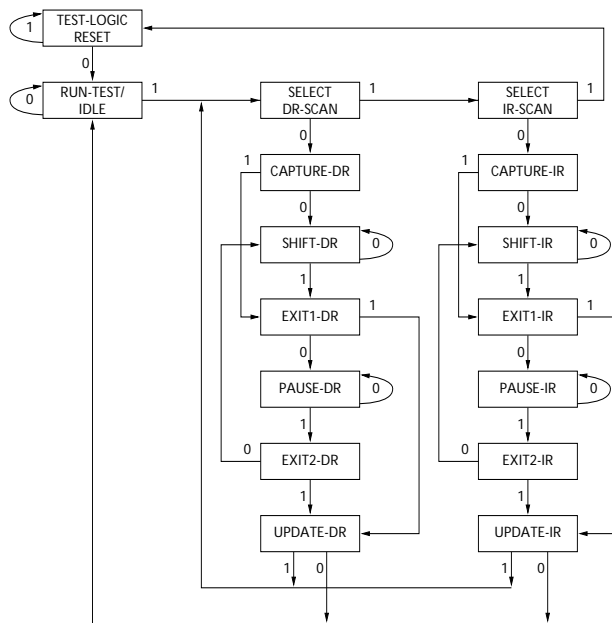 TEST-LOGIC
RESET
1
0
RUN-TEST/
IDLE
0
1
SELECT
DR-SCAN
1
SELECT
IR-SCAN
1
0
0
1
CAPTURE-DR
1
CAPTURE-IR
0
0
SHIFT-DR
0
SHIFT-IR
0
1
1
EXIT1-DR
1
EXIT1-IR
1
0
0
PAUSE-DR
0
PAUSE-IR
0
1
1
0
EXIT2-DR
0
EXIT2-IR
1
1
UPDATE-DR
UPDATE-IR
1
0
1
0